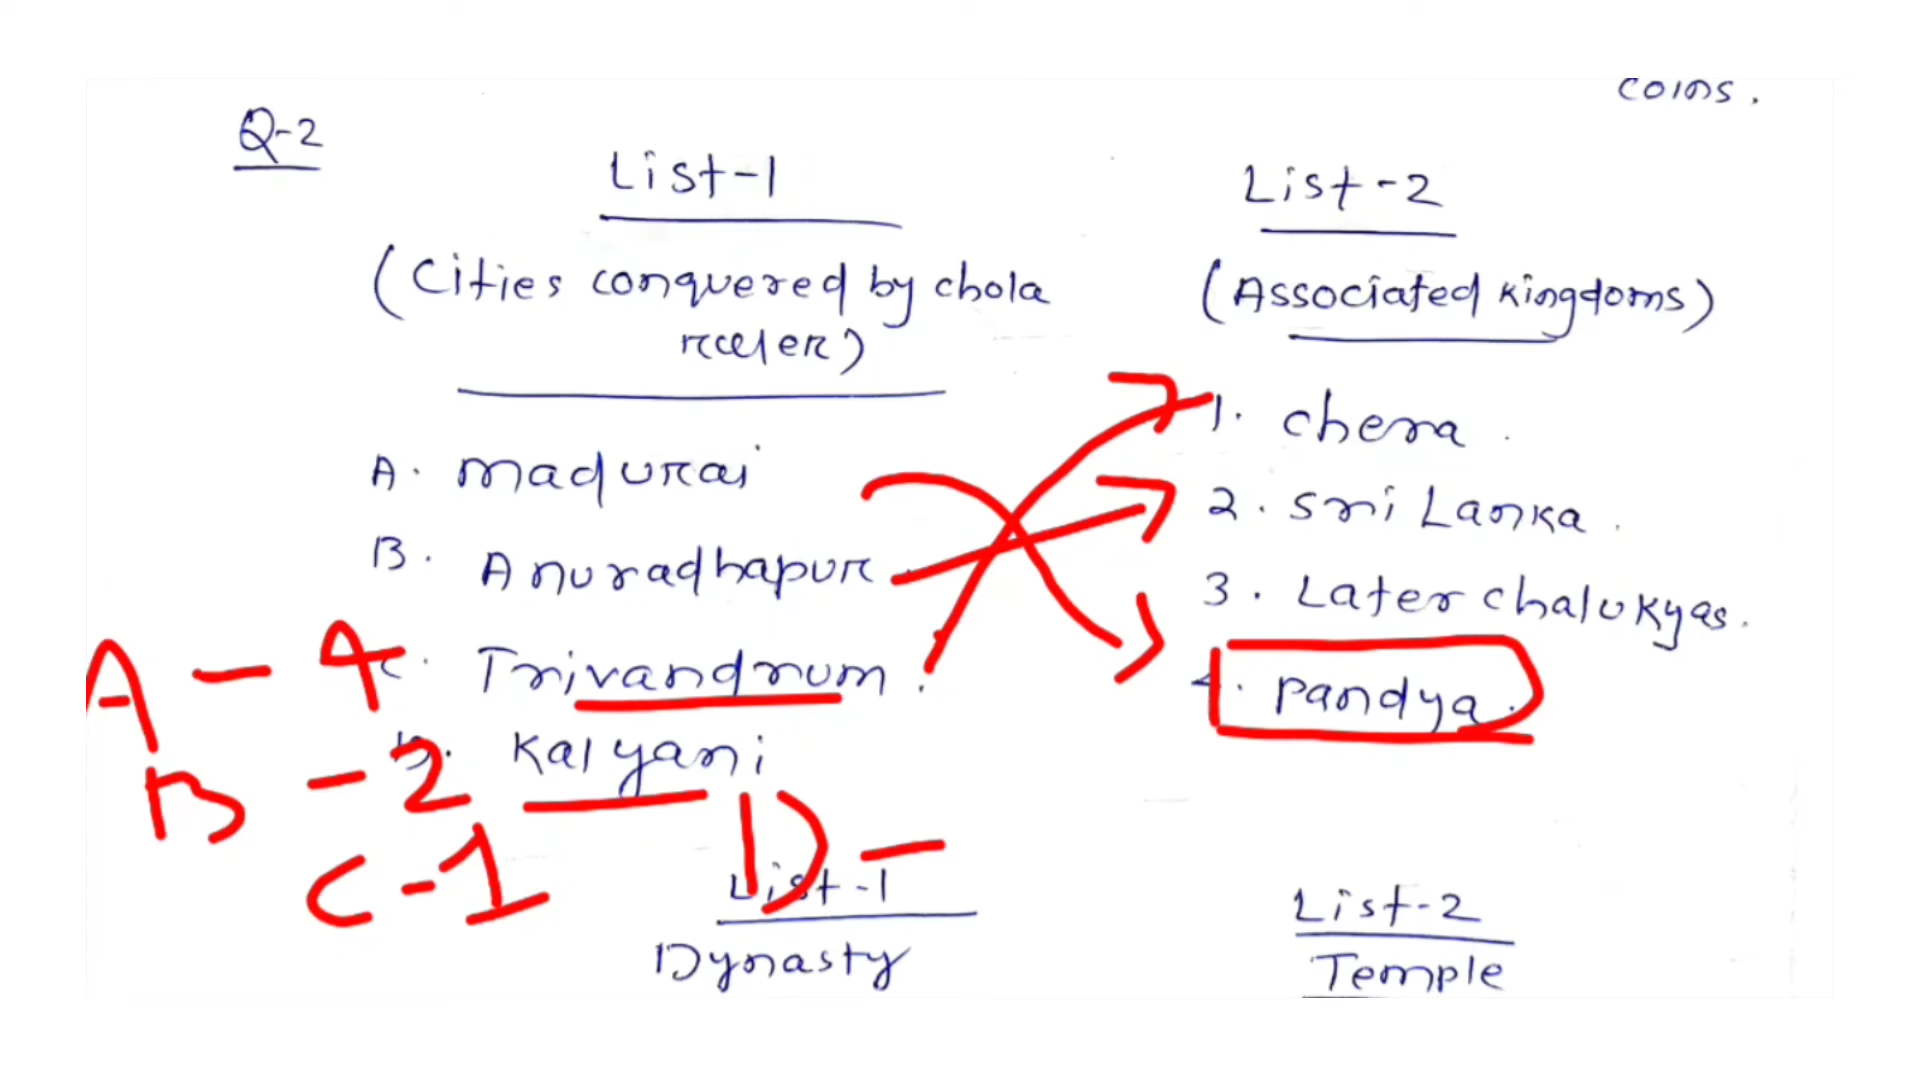 coins.
Q-2
List-1
List-2
(Cities conquered by chola ruler)
(Associated kingdoms)
A. madurai
1. chera.
B. Anuradhapur
2. Sri Lanka.
C. Trivandrum.
3. Later chalukyas.
D. Kalyani
4. Pandya.
A - 4
B - 2
C - 1
D -
List-1
List-2
Dynasty
Temple